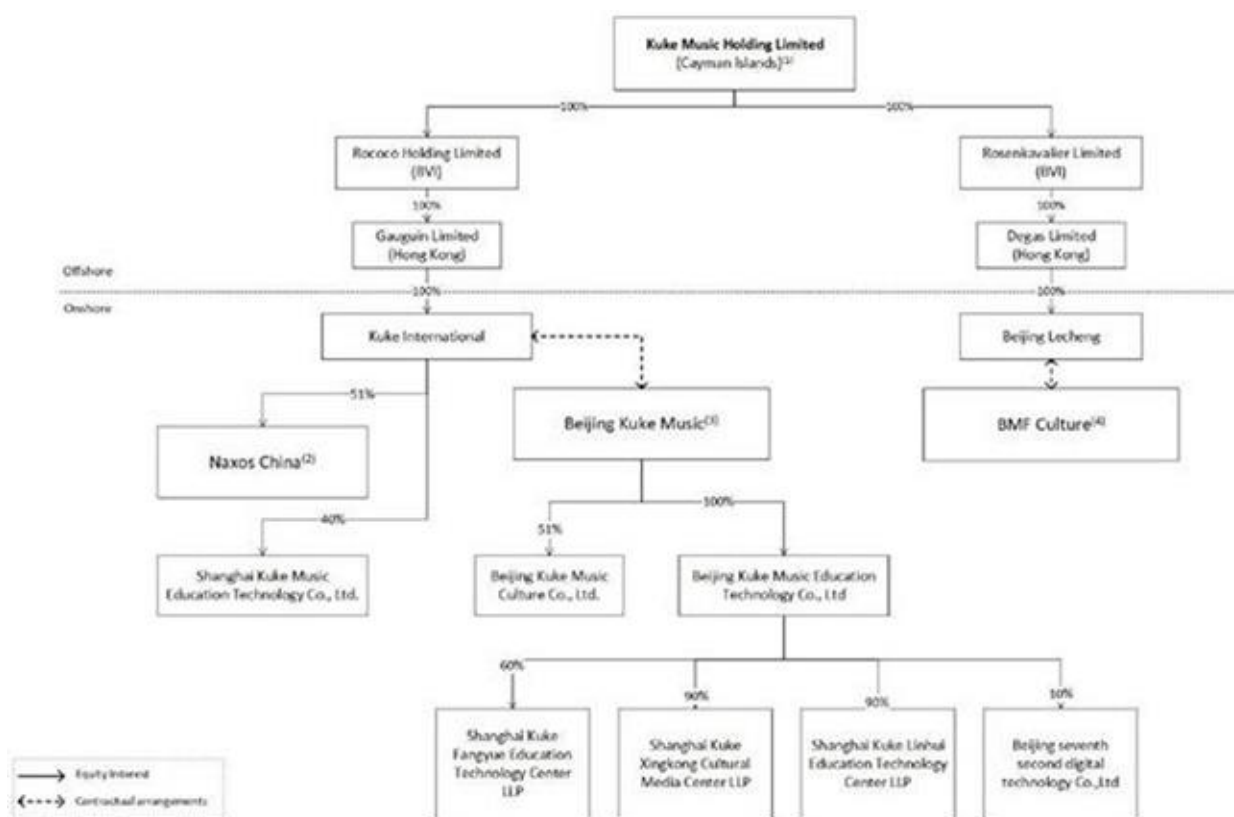 Kuke Music Holding Limited
(Cayman Islands)(1)
100%
100%
Rococo Holding Limited
(BVI)
Rosenkavalier Limited
(BVI)
100%
100%
Gauguin Limited
(Hong Kong)
Degas Limited
(Hong Kong)
Offshore
100%
100%
Onshore
Kuke International
Beijing Lecheng
51%
Beijing Kuke Music(3)
BMF Culture(4)
Naxos China(2)
100%
40%
51%
Shanghai Kuke Music
Education Technology Co., Ltd.
Beijing Kuke Music
Culture Co., Ltd.
Beijing Kuke Music Education
Technology Co., Ltd
60%
90%
90%
10%
Shanghai Kuke
Fangyue Education
Technology Center
LLP
Shanghai Kuke
Xingkong Cultural
Media Center LLP
Shanghai Kuke Linhui
Education Technology
Center LLP
Beijing seventh
second digital
technology Co.,Ltd
Equity Interest
Contractual arrangements